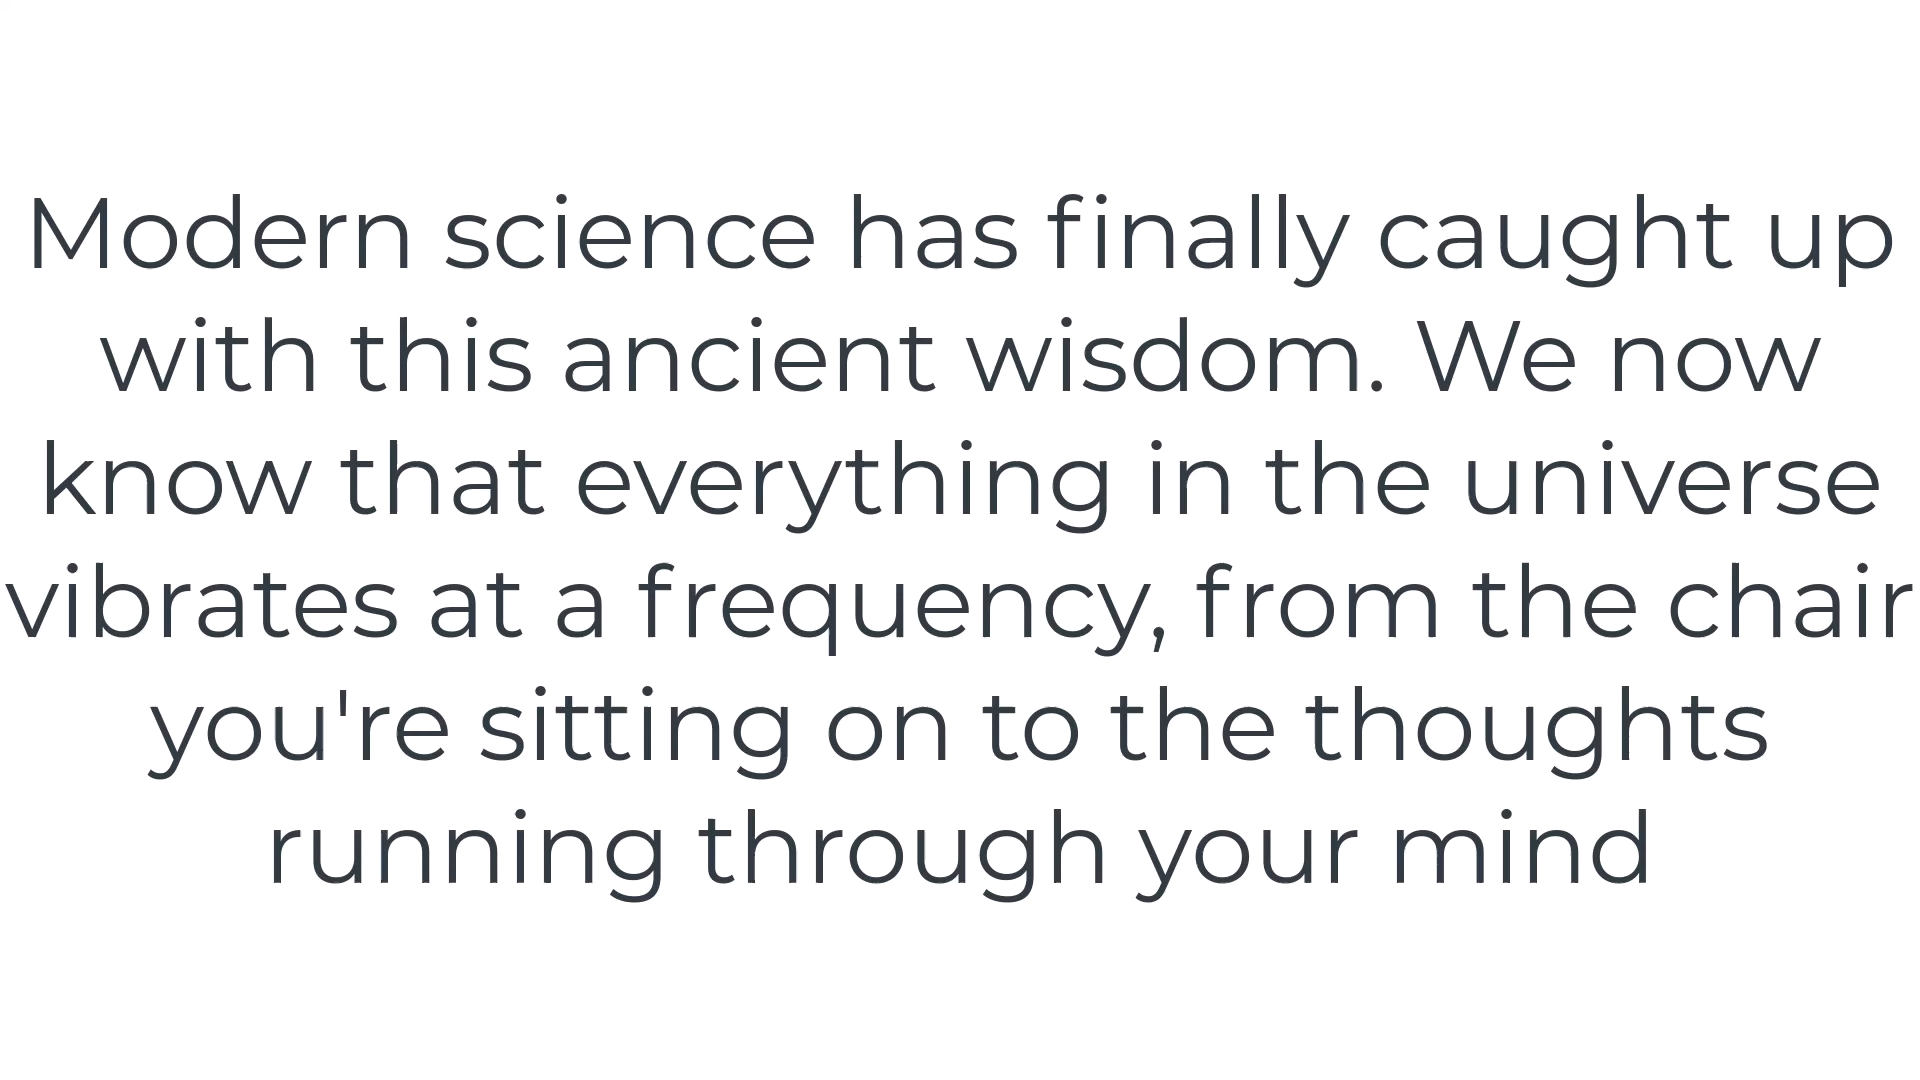 Modern science has finally caught up
with this ancient wisdom. We now
know that everything in the universe
vibrates at a frequency, from the chair
you're sitting on to the thoughts
running through your mind